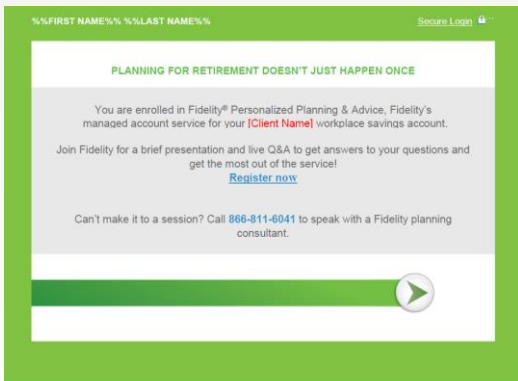 %%FIRST NAME%% %%LAST NAME%%
Secure Login
PLANNING FOR RETIREMENT DOESN'T JUST HAPPEN ONCE
You are enrolled in Fidelity® Personalized Planning & Advice, Fidelity's
managed account service for your [Client Name] workplace savings account.
Join Fidelity for a brief presentation and live Q&A to get answers to your questions and
get the most out of the service!
Register now
Can't make it to a session? Call 866-811-6041 to speak with a Fidelity planning
consultant.